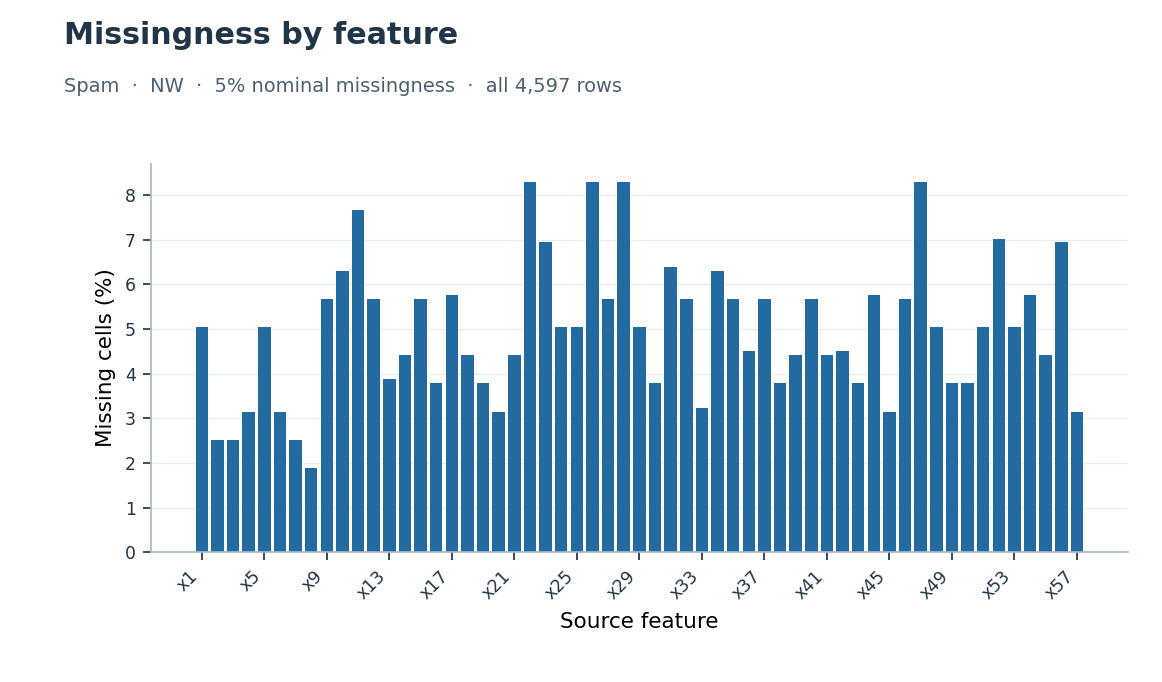 Missingness by feature
Spam · NW · 5% nominal missingness · all 4,597 rows
8
7
6
5
4
3
2
1
0
Missing cells (%)
x1 x5 x9 x13 x17 x21 x25 x29 x33 x37 x41 x45 x49 x53 x57
Source feature